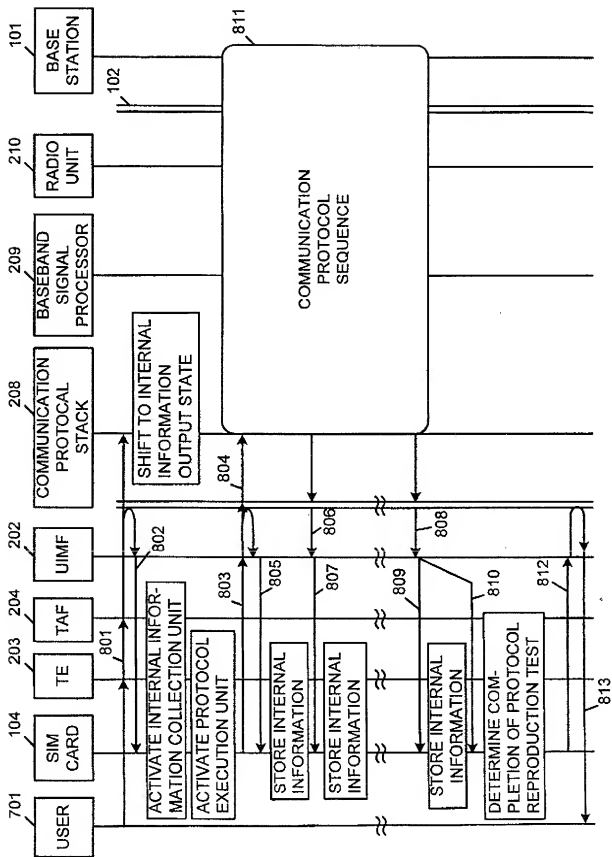 701
USER
104
SIM
CARD
203
TE
204
TAF
202
UIMF
208
COMMUNICATION
PROTOCAL
STACK
209
BASEBAND
SIGNAL
PROCESSOR
210
RADIO
UNIT
101
BASE
STATION
102
801
802
SHIFT TO INTERNAL
INFORMATION
OUTPUT STATE
ACTIVATE INTERNAL INFOR-
MATION COLLECTION UNIT
ACTIVATE PROTOCOL
EXECUTION UNIT
803
804
805
811
COMMUNICATION
PROTOCOL
SEQUENCE
STORE INTERNAL
INFORMATION
806
807
STORE INTERNAL
INFORMATION
808
809
810
STORE INTERNAL
INFORMATION
DETERMINE COM-
PLETION OF PROTOCOL
REPRODUCTION TEST
812
813